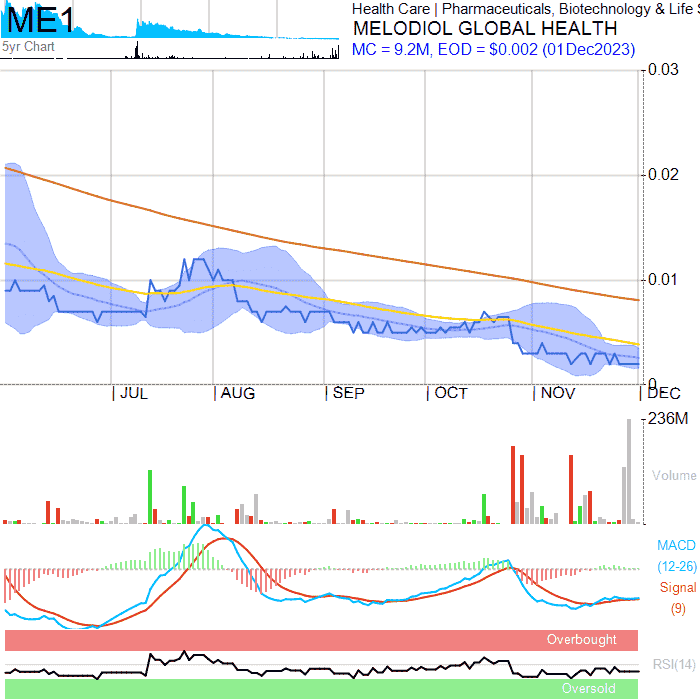 ME1
5yr Chart
Health Care | Pharmaceuticals, Biotechnology & Life S
MELODIOL GLOBAL HEALTH
MC = 9.2M, EOD = $0.002 (01Dec2023)
0.03
0.02
0.01
0
JUL AUG SEP OCT NOV DEC
236M
Volume
MACD
(12-26)
Signal
(9)
Overbought
RSI(14)
Oversold